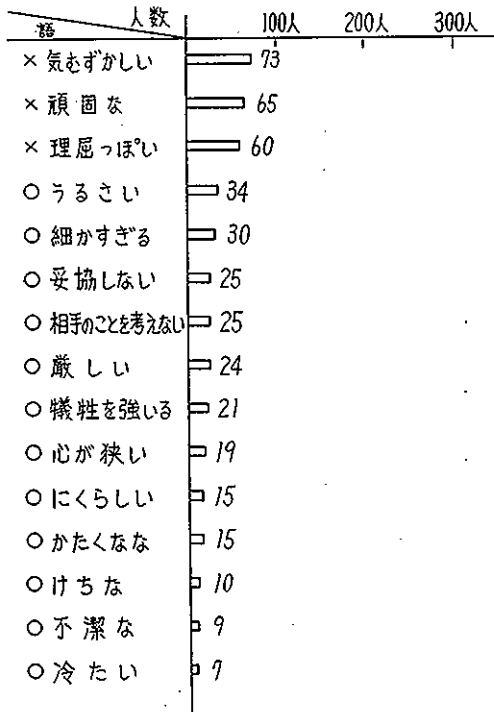 語 人数 100人 200人 300人
× 気むずかしい 73
× 頑固な 65
× 理屈っぽい 60
○ うるさい 34
○ 細かすぎる 30
○ 妥協しない 25
○ 相手のことを考えない 25
○ 厳しい 24
○ 犠牲を強いる 21
○ 心が狭い 19
○ にくらしい 15
○ かたくなな 15
○ けちな 10
○ 不潔な 9
○ 冷たい 7